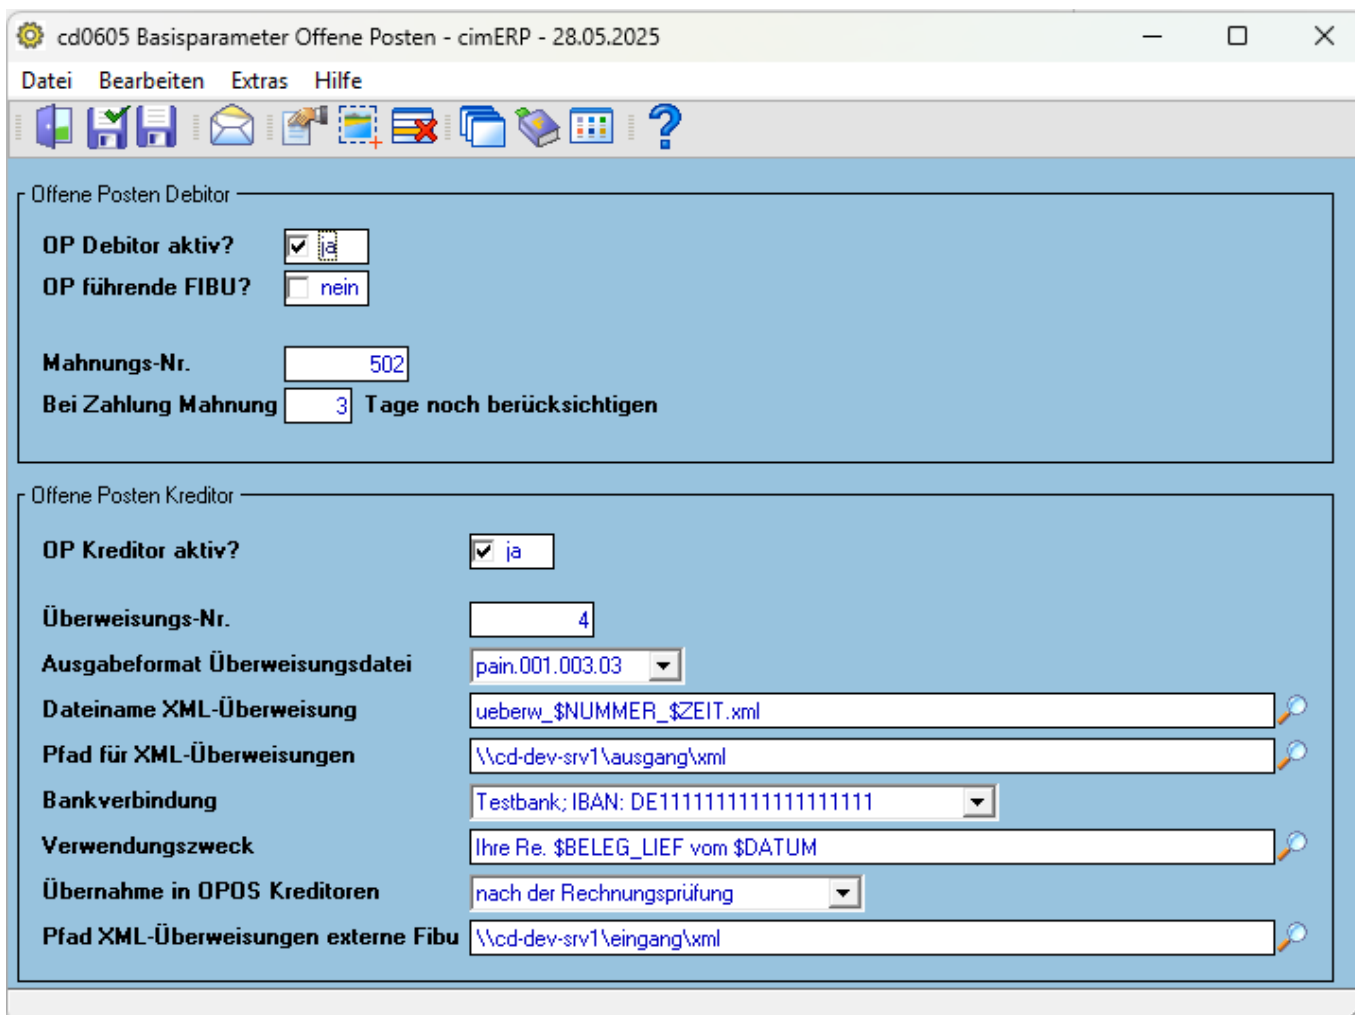 cd0605 Basisparameter Offene Posten - cimERP - 28.05.2025
Datei Bearbeiten Extras Hilfe
Offene Posten Debitor
OP Debitor aktiv? ja
OP führende FIBU? nein
Mahnungs-Nr. 502
Bei Zahlung Mahnung 3 Tage noch berücksichtigen
Offene Posten Kreditor
OP Kreditor aktiv? ja
Überweisungs-Nr. 4
Ausgabeformat Überweisungsdatei pain.001.003.03
Dateiname XML-Überweisung ueberw_$NUMMER_$ZEIT.xml
Pfad für XML-Überweisungen \\cd-dev-srv1\ausgang\xml
Bankverbindung Testbank; IBAN: DE11111111111111111111
Verwendungszweck Ihre Re. $BELEG_LIEF vom $DATUM
Übernahme in OPOS Kreditoren nach der Rechnungsprüfung
Pfad XML-Überweisungen externe Fibu \\cd-dev-srv1\eingang\xml